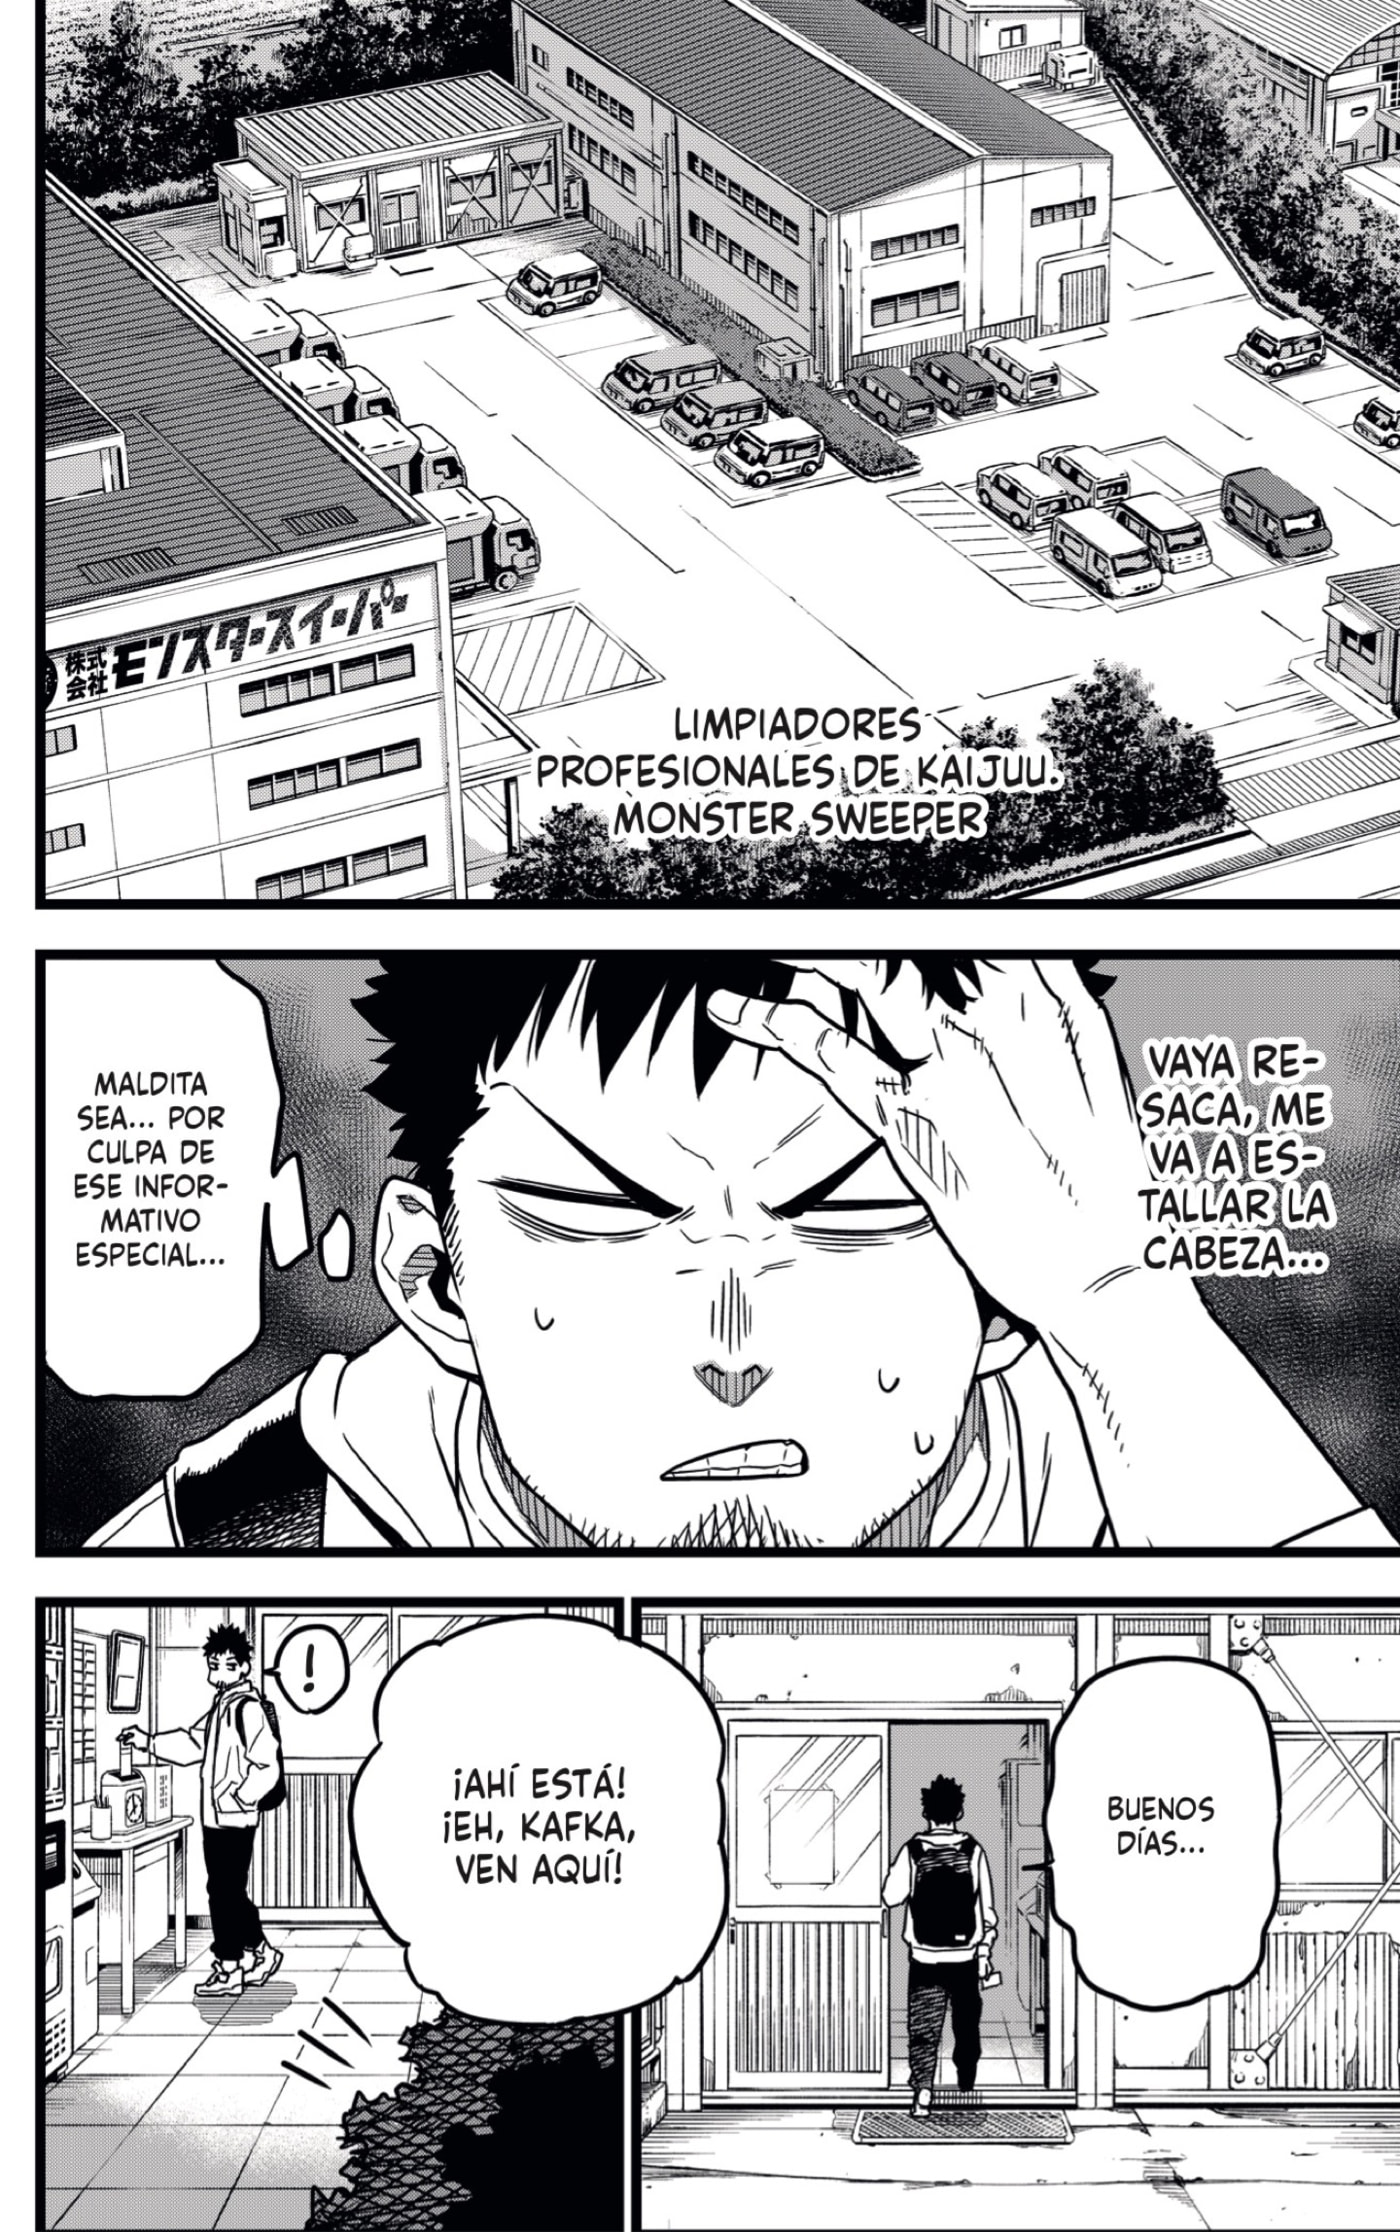 株式
会社
モンスタースイーパー
LIMPIADORES
PROFESIONALES DE KAIJUU.
MONSTER SWEEPER
VAYA RE-
SACA, ME
VA A ES-
TALLAR LA
CABEZA...
MALDITA
SEA... POR
CULPA DE
ESE INFOR-
MATIVO
ESPECIAL...
BUENOS
DÍAS...
¡AHÍ ESTÁ!
¡EH, KAFKA,
VEN AQUÍ!
!